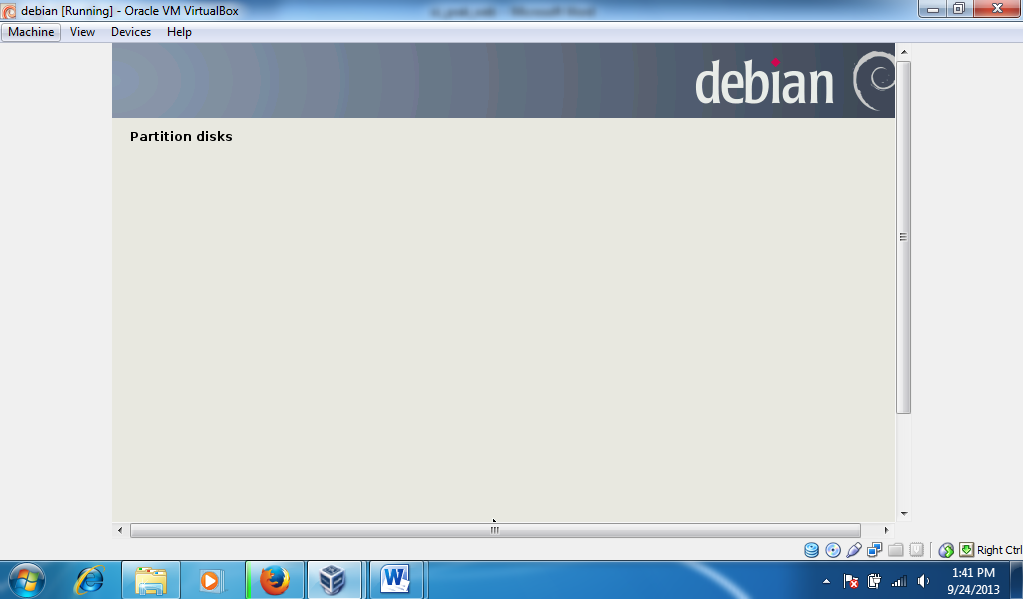 debian [Running] - Oracle VM VirtualBox
Machine View Devices Help
debian
Partition disks
Right Ctrl
1:41 PM
9/24/2013